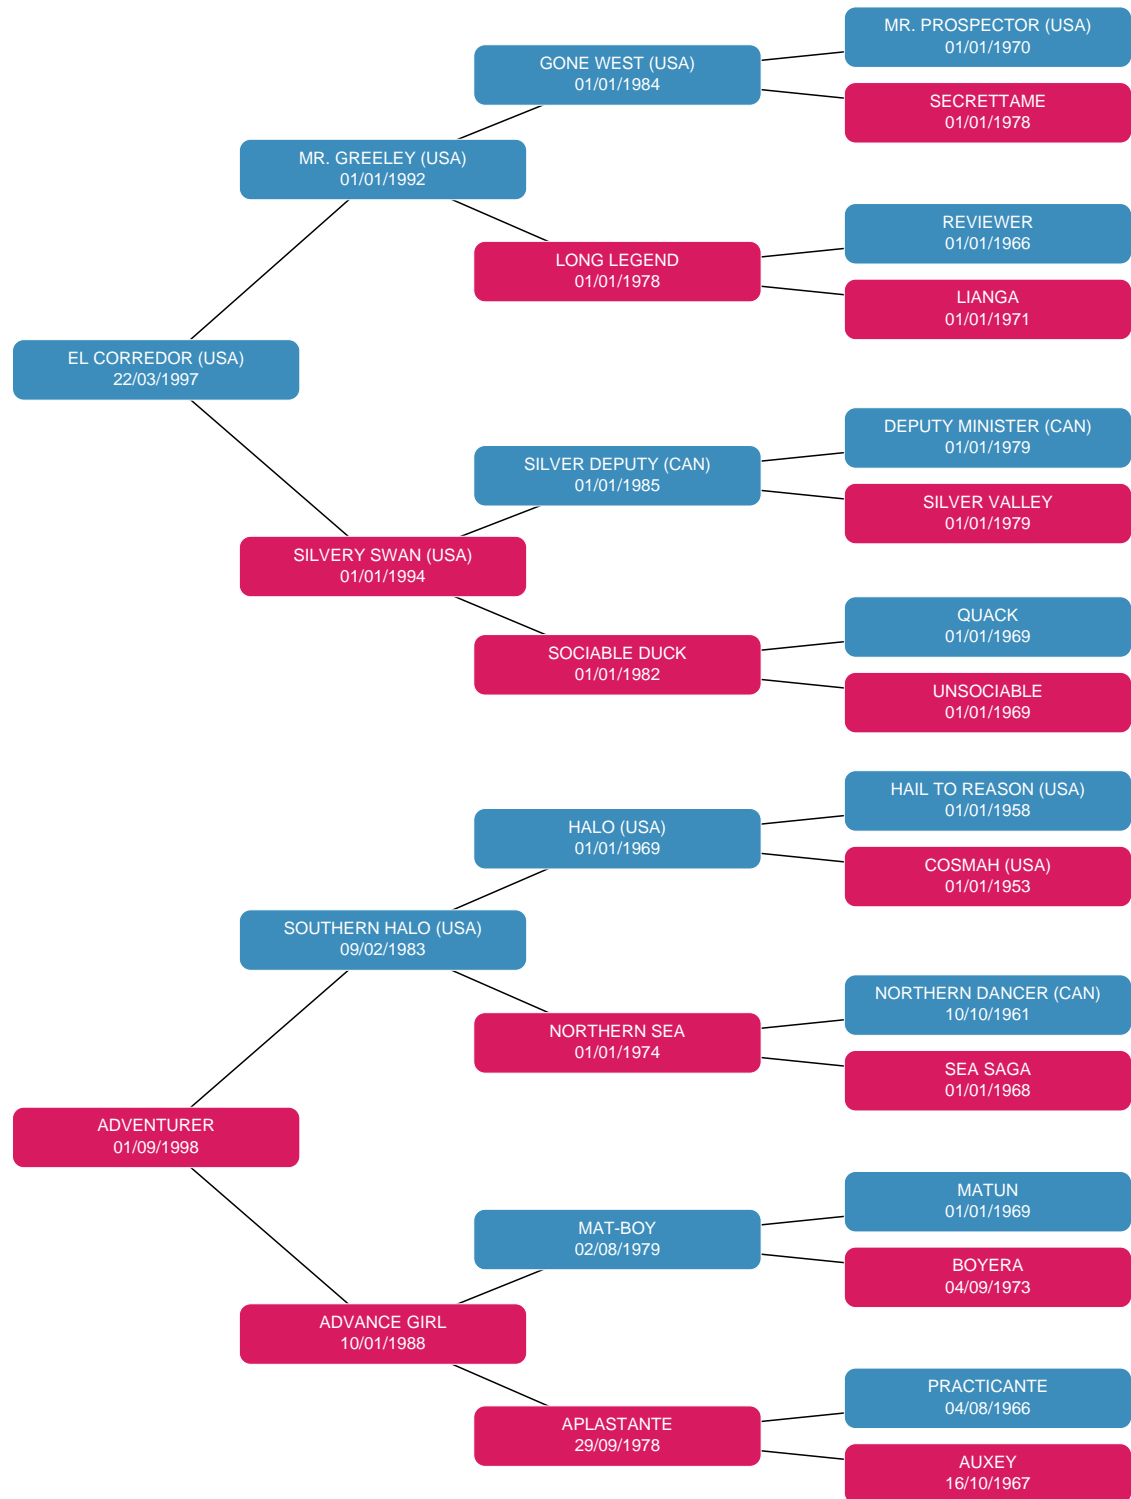 MR. PROSPECTOR (USA)
01/01/1970
GONE WEST (USA)
01/01/1984
SECRETTAME
01/01/1978
MR. GREELEY (USA)
01/01/1992
REVIEWER
01/01/1966
LONG LEGEND
01/01/1978
LIANGA
01/01/1971
EL CORREDOR (USA)
22/03/1997
DEPUTY MINISTER (CAN)
01/01/1979
SILVER DEPUTY (CAN)
01/01/1985
SILVER VALLEY
01/01/1979
SILVERY SWAN (USA)
01/01/1994
QUACK
01/01/1969
SOCIABLE DUCK
01/01/1982
UNSOCIABLE
01/01/1969
HAIL TO REASON (USA)
01/01/1958
HALO (USA)
01/01/1969
COSMAH (USA)
01/01/1953
SOUTHERN HALO (USA)
09/02/1983
NORTHERN DANCER (CAN)
10/10/1961
NORTHERN SEA
01/01/1974
SEA SAGA
01/01/1968
ADVENTURER
01/09/1998
MATUN
01/01/1969
MAT-BOY
02/08/1979
BOYERA
04/09/1973
ADVANCE GIRL
10/01/1988
PRACTICANTE
04/08/1966
APLASTANTE
29/09/1978
AUXEY
16/10/1967